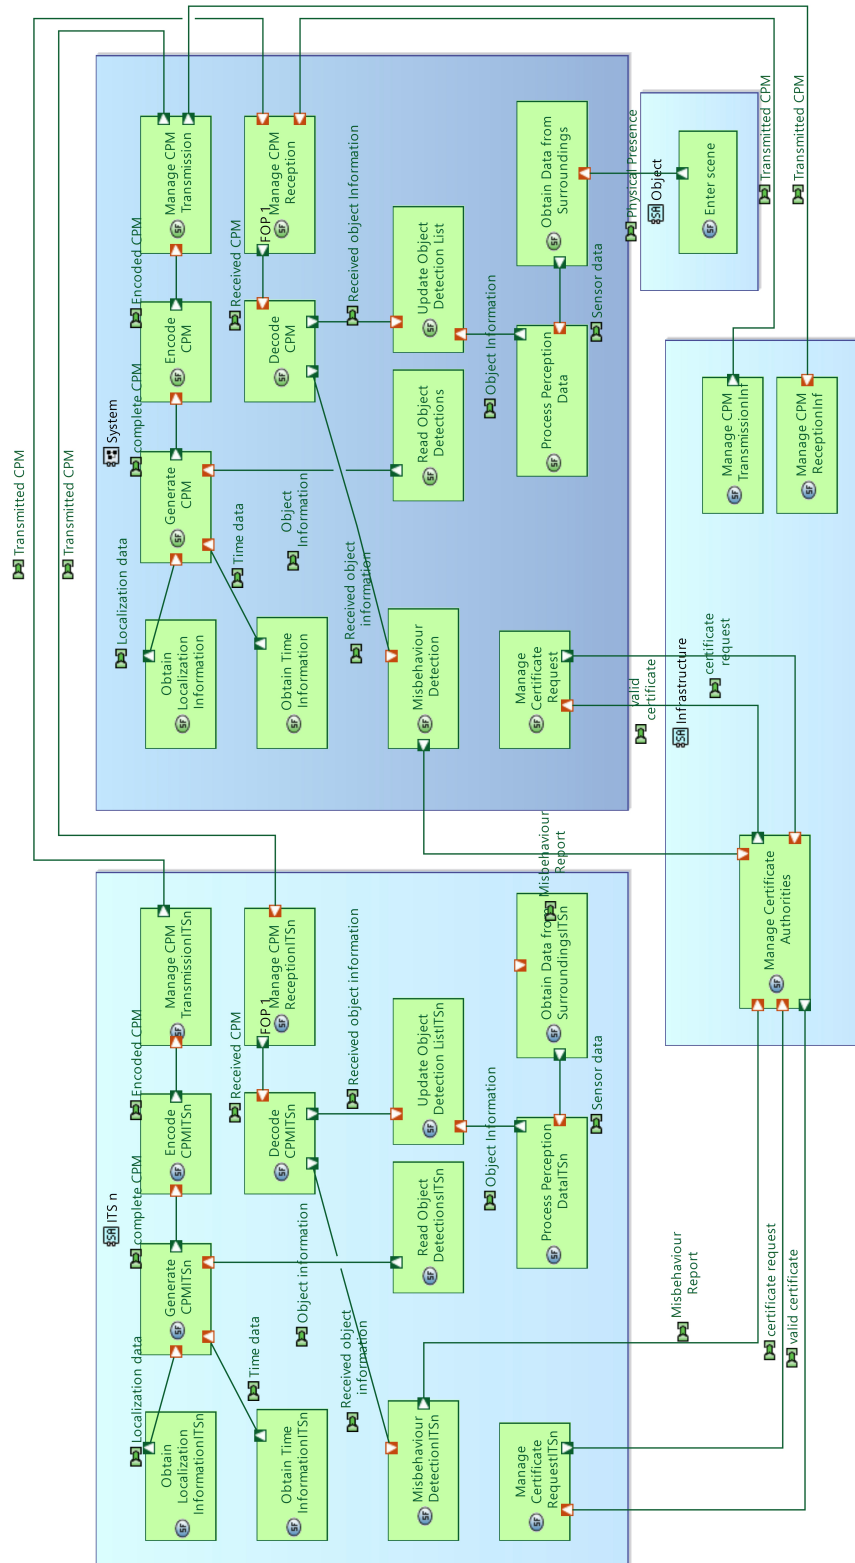 Transmitted CPM
Transmitted CPM
ITS n
Localization data
Obtain
Localization
InformationITSn
Time data
Obtain Time
InformationITSn
Generate
CPMITSn
complete CPM
Encode
CPMITSn
Encoded CPM
Manage CPM
TransmissionITSn
Received CPM
FOP 1
Manage CPM
ReceptionITSn
Decode
CPMITSn
Object information
Received object
information
Received object information
Misbehaviour
DetectionITSn
Read Object
DetectionsITSn
Update Object
Detection ListITSn
Object Information
Manage
Certificate
RequestITSn
Process Perception
DataITSn
Obtain Data from
SurroundingsITSn
Sensor data
Misbehaviour
Report
certificate request
valid certificate
System
Localization data
Obtain
Localization
Information
Time data
Obtain Time
Information
Generate
CPM
complete CPM
Encode
CPM
Encoded CPM
Manage CPM
Transmission
Received CPM
FOP 1
Manage CPM
Reception
Decode
CPM
Object
Information
Received object
information
Received object Information
Misbehaviour
Detection
Read Object
Detections
Update Object
Detection List
Object Information
Manage
Certificate
Request
Process Perception
Data
Obtain Data from
Surroundings
Sensor data
Misbehaviour
Report
valid
certificate
certificate
request
Physical Presence
Object
Enter scene
Infrastructure
Manage Certificate
Authorities
Manage CPM
TransmissionInf
Manage CPM
ReceptionInf
Transmitted CPM
Transmitted CPM